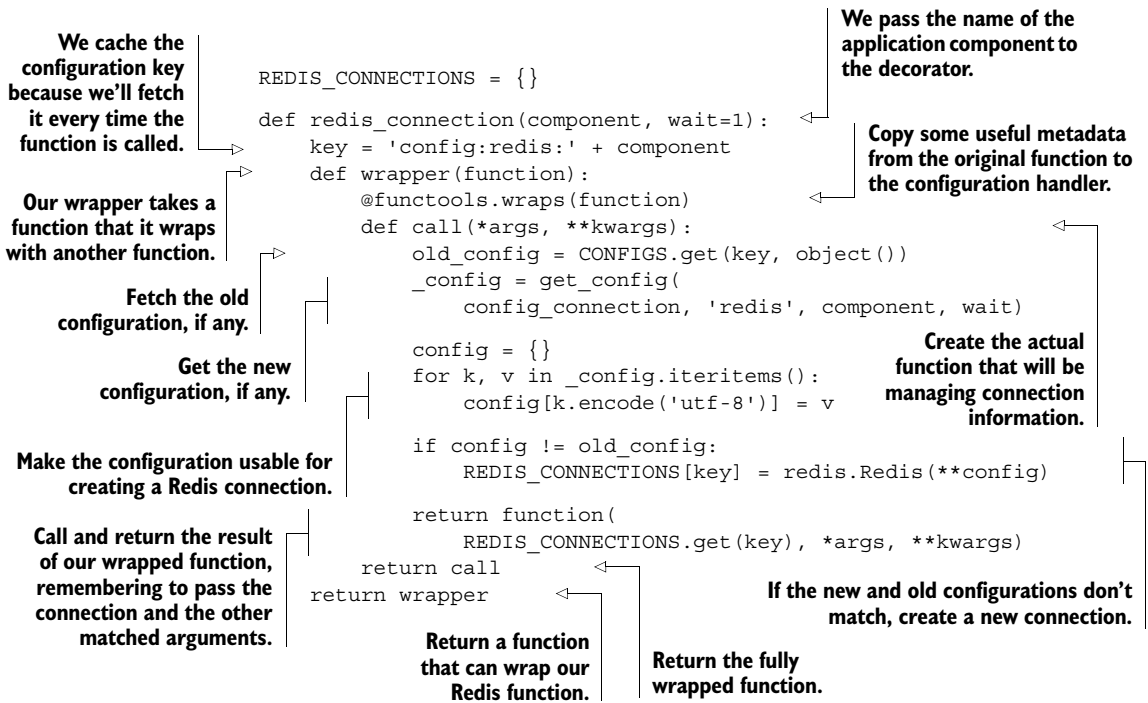 We cache the
configuration key
because we'll fetch
it every time the
function is called.
We pass the name of the
application component to
the decorator.
REDIS_CONNECTIONS = {}
def redis_connection(component, wait=1):
key = 'config:redis:' + component
def wrapper(function):
@functools.wraps(function)
def call(*args, **kwargs):
old_config = CONFIGS.get(key, object())
_config = get_config(
config_connection, 'redis', component, wait)
config = {}
for k, v in _config.iteritems():
config[k.encode('utf-8')] = v
if config != old_config:
REDIS_CONNECTIONS[key] = redis.Redis(**config)
return function(
REDIS_CONNECTIONS.get(key), *args, **kwargs)
return call
return wrapper
Copy some useful metadata
from the original function to
the configuration handler.
Our wrapper takes a
function that it wraps
with another function.
Fetch the old
configuration, if any.
Get the new
configuration, if any.
Create the actual
function that will be
managing connection
information.
Make the configuration usable for
creating a Redis connection.
Call and return the result
of our wrapped function,
remembering to pass the
connection and the other
matched arguments.
If the new and old configurations don't
match, create a new connection.
Return a function
that can wrap our
Redis function.
Return the fully
wrapped function.